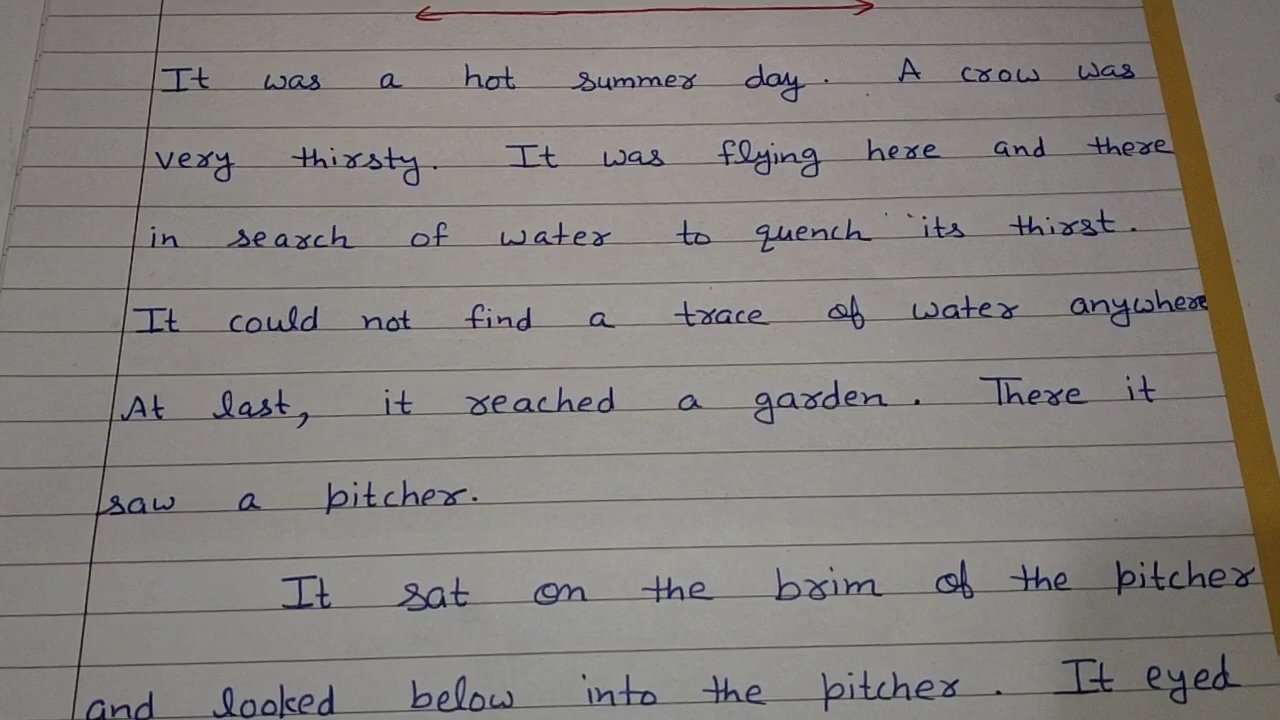 It was a hot summer day. A crow was
very thirsty. It was flying here and there
in search of water to quench its thirst.
It could not find a trace of water anywhere
At last, it reached a garden. There it
saw a pitcher.
It sat on the brim of the pitcher
and looked below into the pitcher. It eyed